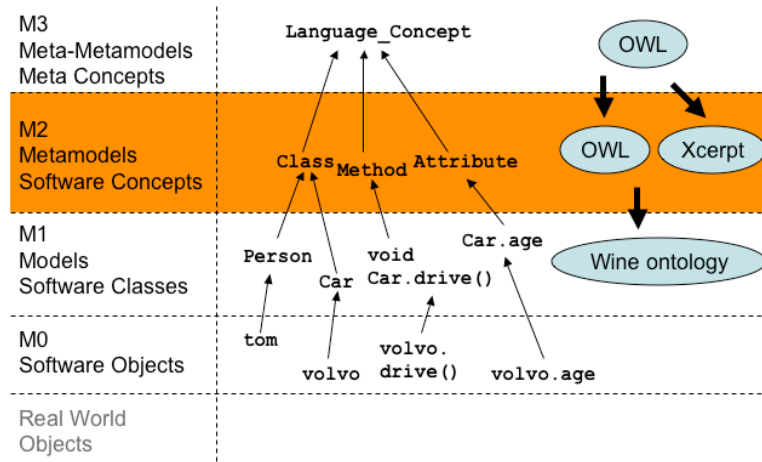 M3
Meta-Metamodels
Meta Concepts
Language_Concept
OWL
M2
Metamodels
Software Concepts
Class
Method
Attribute
OWL
Xcerpt
M1
Models
Software Classes
Person
Car
void
Car.drive()
Car.age
Wine ontology
M0
Software Objects
tom
volvo
volvo.
drive()
volvo.age
Real World
Objects